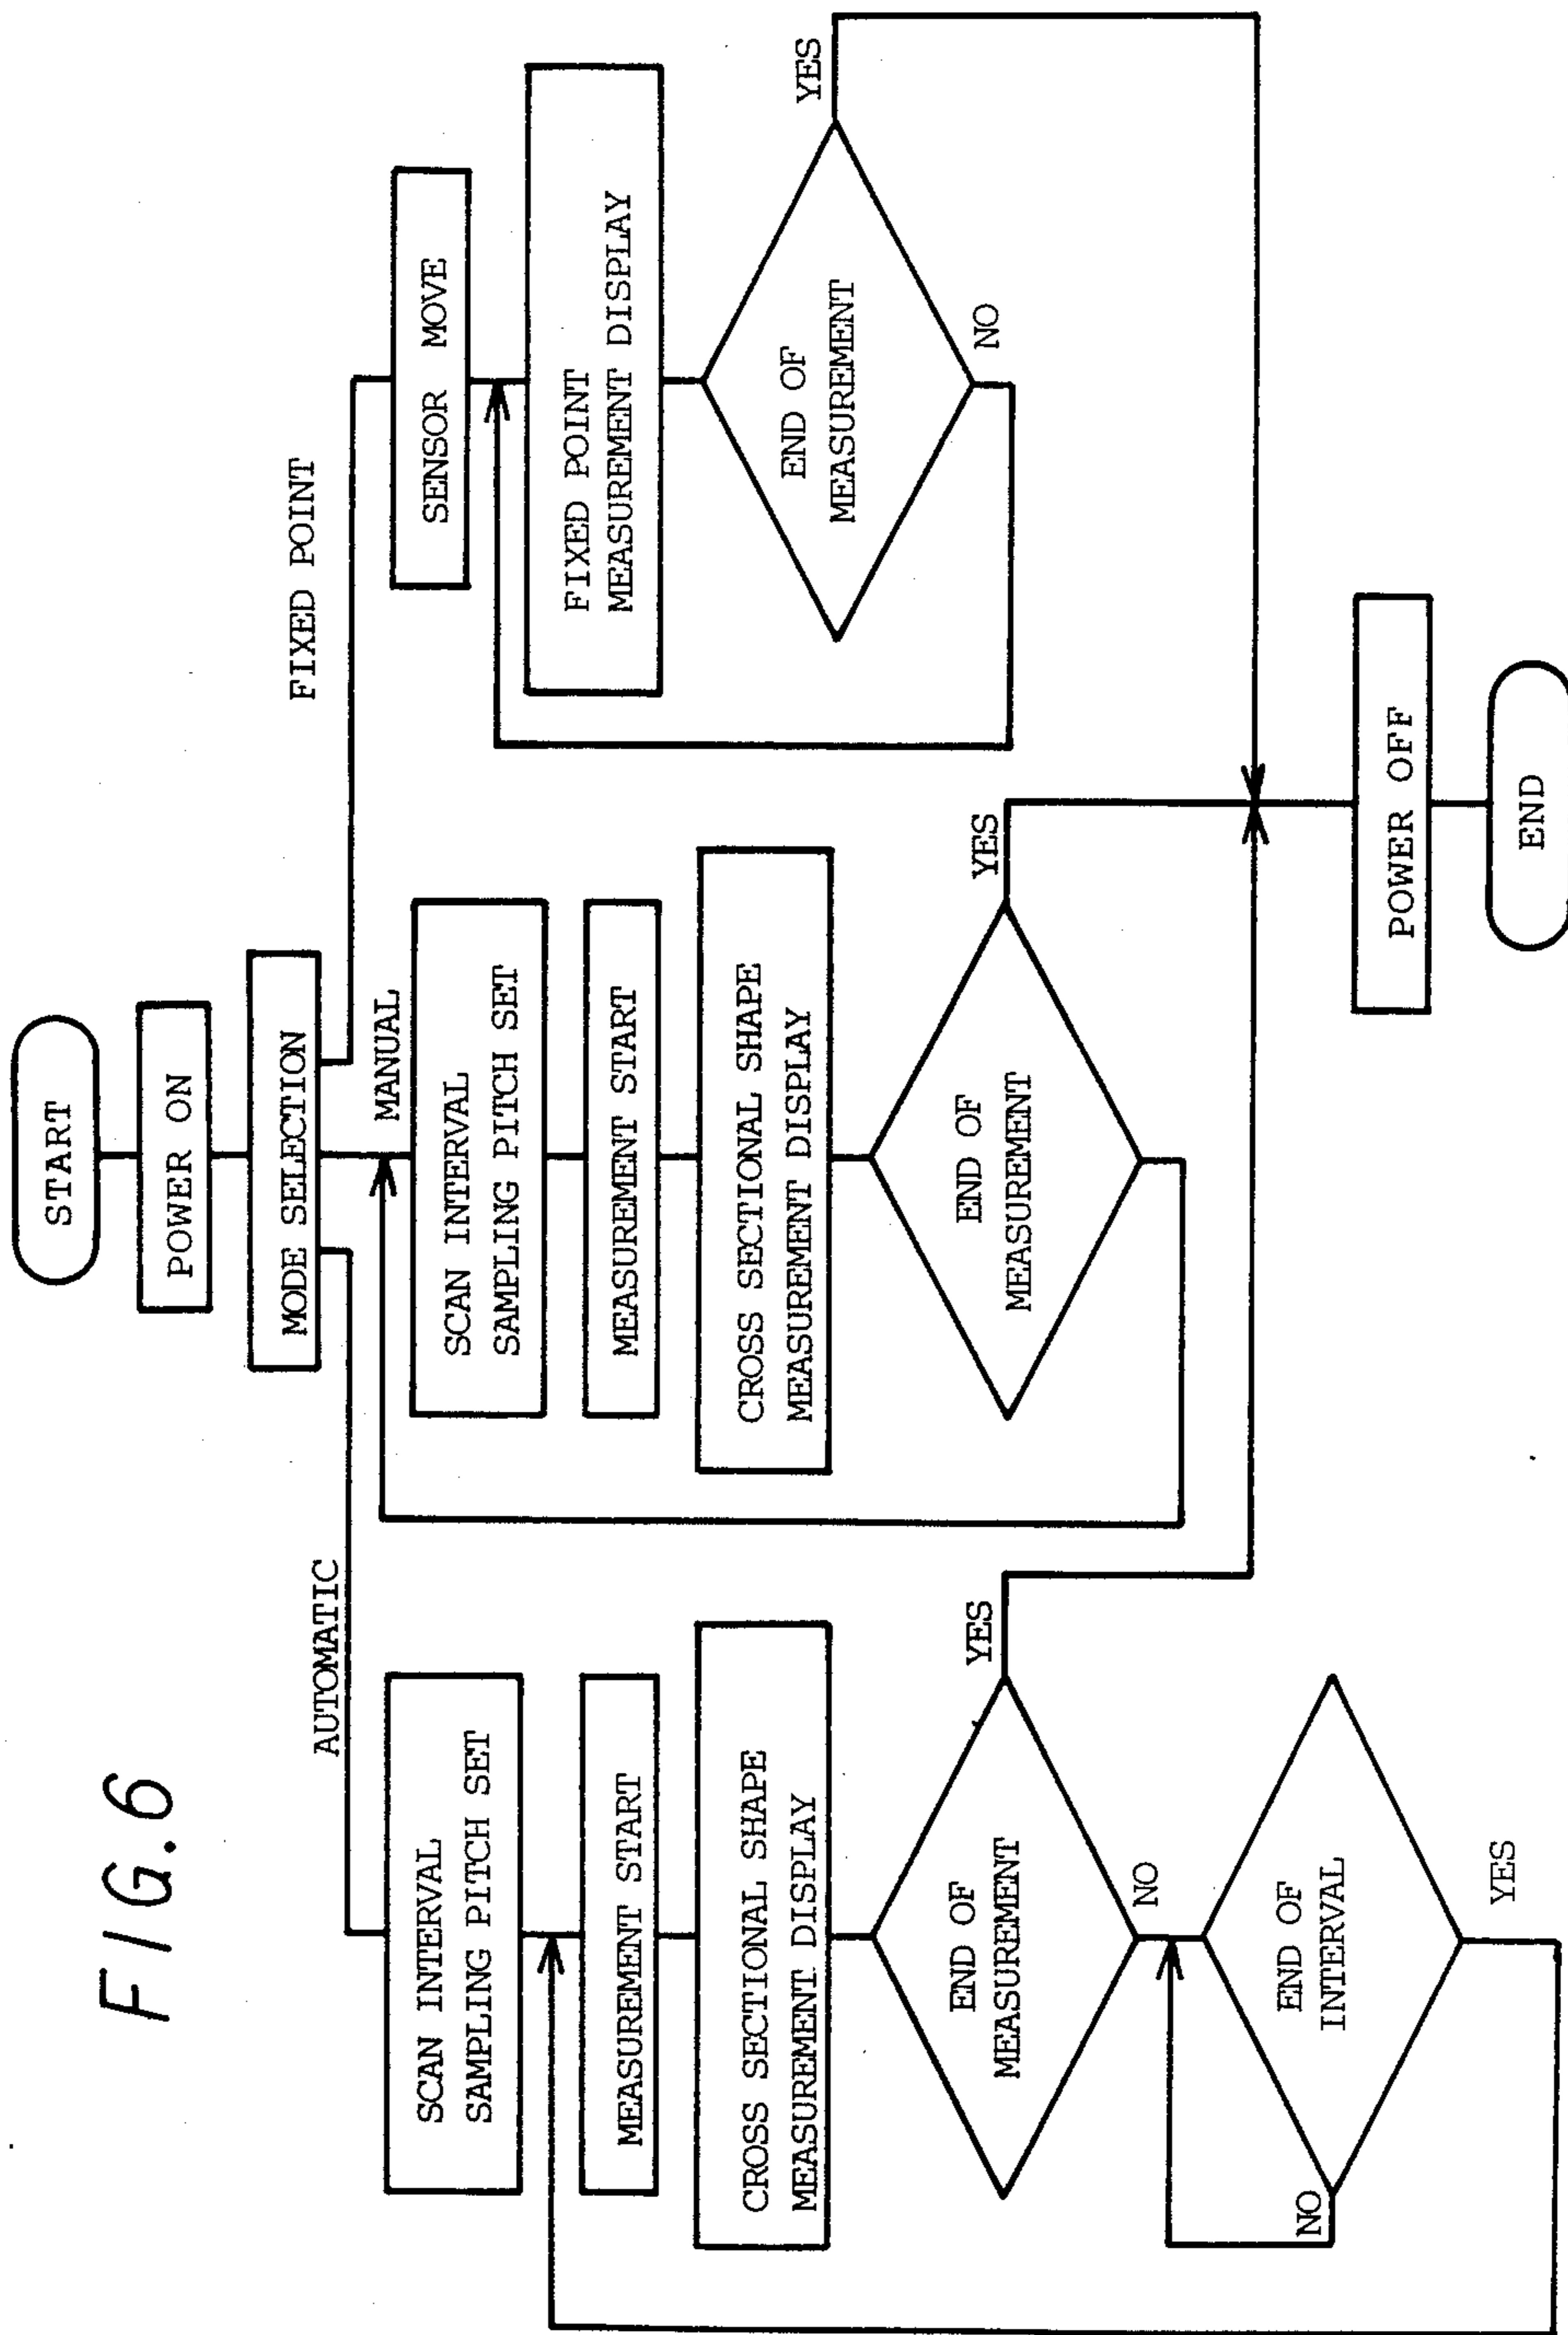 FIG.6
START
POWER ON
MODE SELECTION
AUTOMATIC
SCAN INTERVAL
SAMPLING PITCH SET
MEASUREMENT START
CROSS SECTIONAL SHAPE
MEASUREMENT DISPLAY
END OF
MEASUREMENT
YES
NO
END OF
INTERVAL
NO
YES
MANUAL
SCAN INTERVAL
SAMPLING PITCH SET
MEASUREMENT START
CROSS SECTIONAL SHAPE
MEASUREMENT DISPLAY
END OF
MEASUREMENT
YES
FIXED POINT
SENSOR MOVE
FIXED POINT
MEASUREMENT DISPLAY
END OF
MEASUREMENT
YES
NO
POWER OFF
END